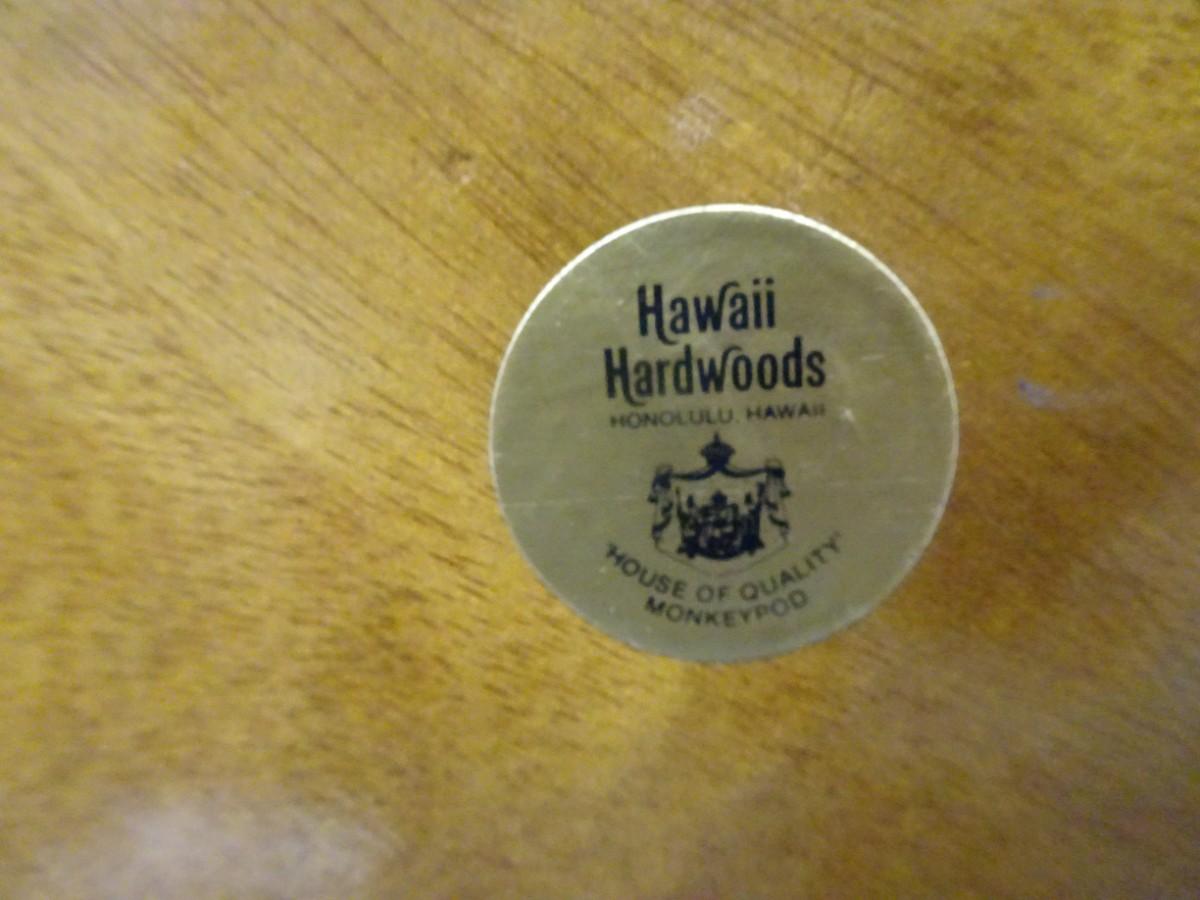 Hawaii
Hardwoods
HONOLULU, HAWAII
"HOUSE OF QUALITY"
MONKEYPOD